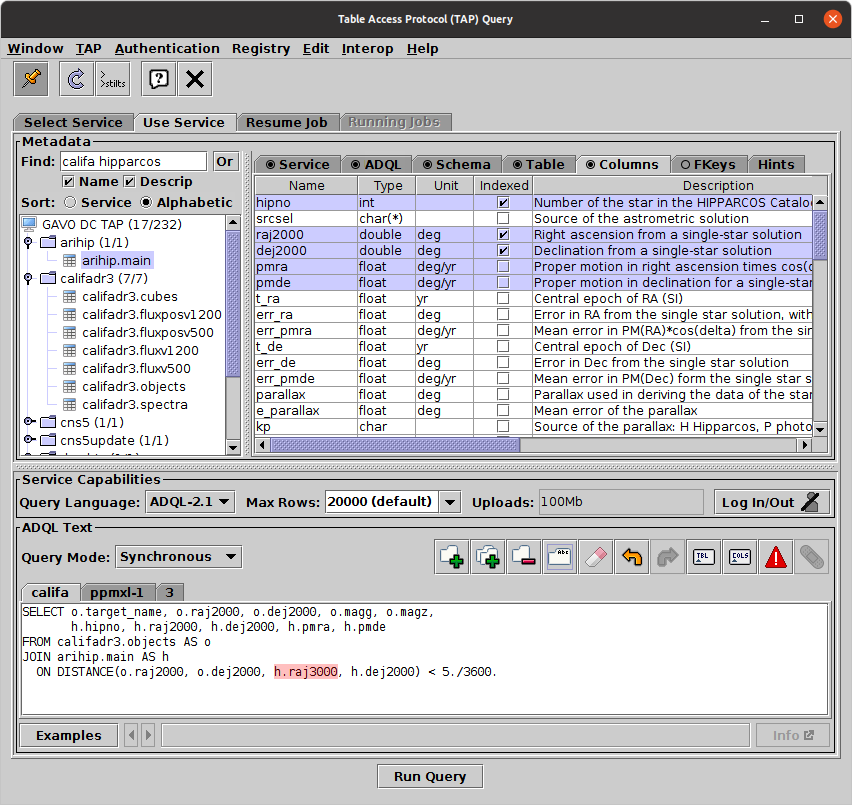 Table Access Protocol (TAP) Query
Window TAP Authentication Registry Edit Interop Help
>stilts
Select Service Use Service Resume Job Running Jobs
Metadata
Find: califa hipparcos Or
Name Descrip
Sort: Service Alphabetic
GAVO DC TAP (17/232)
arihip (1/1)
arihip.main
califadr3 (7/7)
califadr3.cubes
califadr3.fluxposv1200
califadr3.fluxposv500
califadr3.fluxv1200
califadr3.fluxv500
califadr3.objects
califadr3.spectra
cns5 (1/1)
cns5update (1/1)
Service ADQL Schema Table Columns FKeys Hints
Name Type Unit Indexed Description
hipno int Number of the star in the HIPPARCOS Catalo
srcsel char(*) Source of the astrometric solution
raj2000 double deg Right ascension from a single-star solution
dej2000 double deg Declination from a single-star solution
pmra float deg/yr Proper motion in right ascension times cos(
pmde float deg/yr Proper motion in declination for a single-star
t_ra float yr Central epoch of RA (SI)
err_ra float deg Error in RA from the single star solution, with
err_pmra float deg/yr Mean error in PM(RA)*cos(delta) from the sin
t_de float yr Central epoch of Dec (SI)
err_de float deg Error in Dec from the single star solution
err_pmde float deg/yr Mean error in PM(Dec) form the single star s
parallax float deg Parallax used in deriving the data of the star
e_parallax float deg Mean error of the parallax
kp char Source of the parallax: H Hipparcos, P photo
Service Capabilities
Query Language: ADQL-2.1 Max Rows: 20000 (default) Uploads: 100Mb Log In/Out
ADQL Text
Query Mode: Synchronous Abc TBL COLS
califa ppmxl-1 3
SELECT o.target_name, o.raj2000, o.dej2000, o.magg, o.magz,
h.hipno, h.raj2000, h.dej2000, h.pmra, h.pmde
FROM califadr3.objects AS o
JOIN arihip.main AS h
ON DISTANCE(o.raj2000, o.dej2000, h.raj3000, h.dej2000) < 5./3600.
Examples Info
Run Query